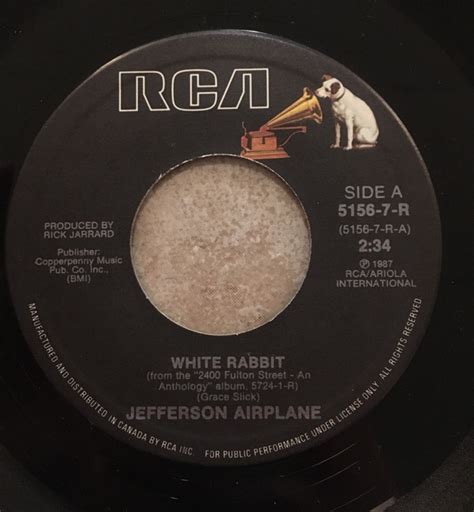 RCA
SIDE A
5156-7-R
(5156-7-R-A)
2:34
℗ 1987
RCA/ARIOLA
INTERNATIONAL
PRODUCED BY
RICK JARRARD
Publisher:
Copperpenny Music
Pub. Co. Inc.,
(BMI)
WHITE RABBIT
(from the "2400 Fulton Street - An
Anthology" album, 5724-1-R)
(Grace Slick)
JEFFERSON AIRPLANE
MANUFACTURED AND DISTRIBUTED IN CANADA BY RCA INC. FOR PUBLIC PERFORMANCE UNDER LICENSE ONLY. ALL RIGHTS RESERVED